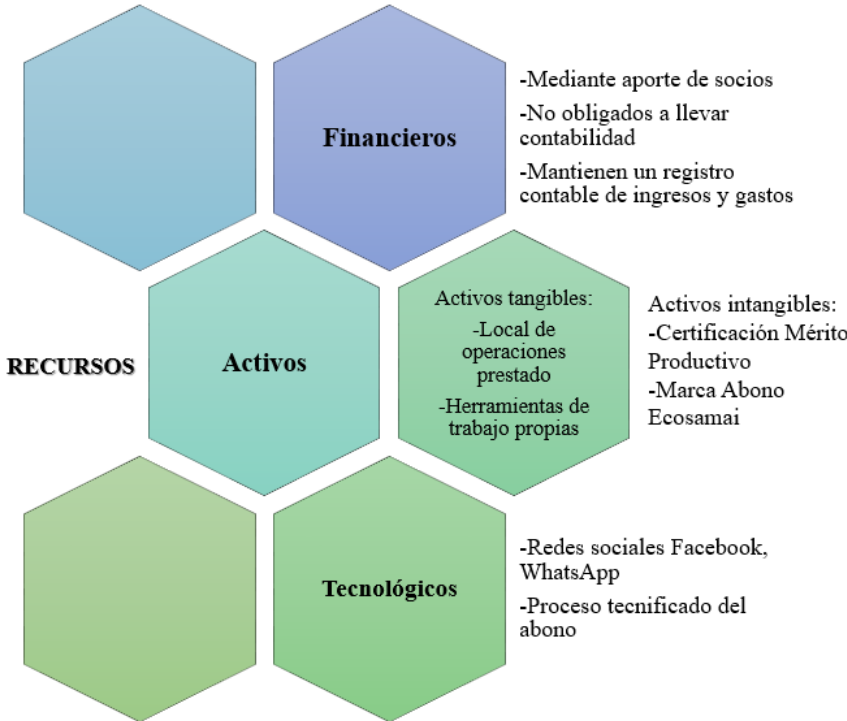 Financieros
-Mediante aporte de socios
-No obligados a llevar
contabilidad
-Mantienen un registro
contable de ingresos y gastos
RECURSOS
Activos
Activos tangibles:
-Local de
operaciones
prestado
-Herramientas de
trabajo propias
Activos intangibles:
-Certificación Mérito
Productivo
-Marca Abono
Ecosamai
Tecnológicos
-Redes sociales Facebook,
WhatsApp
-Proceso tecnificado del
abono